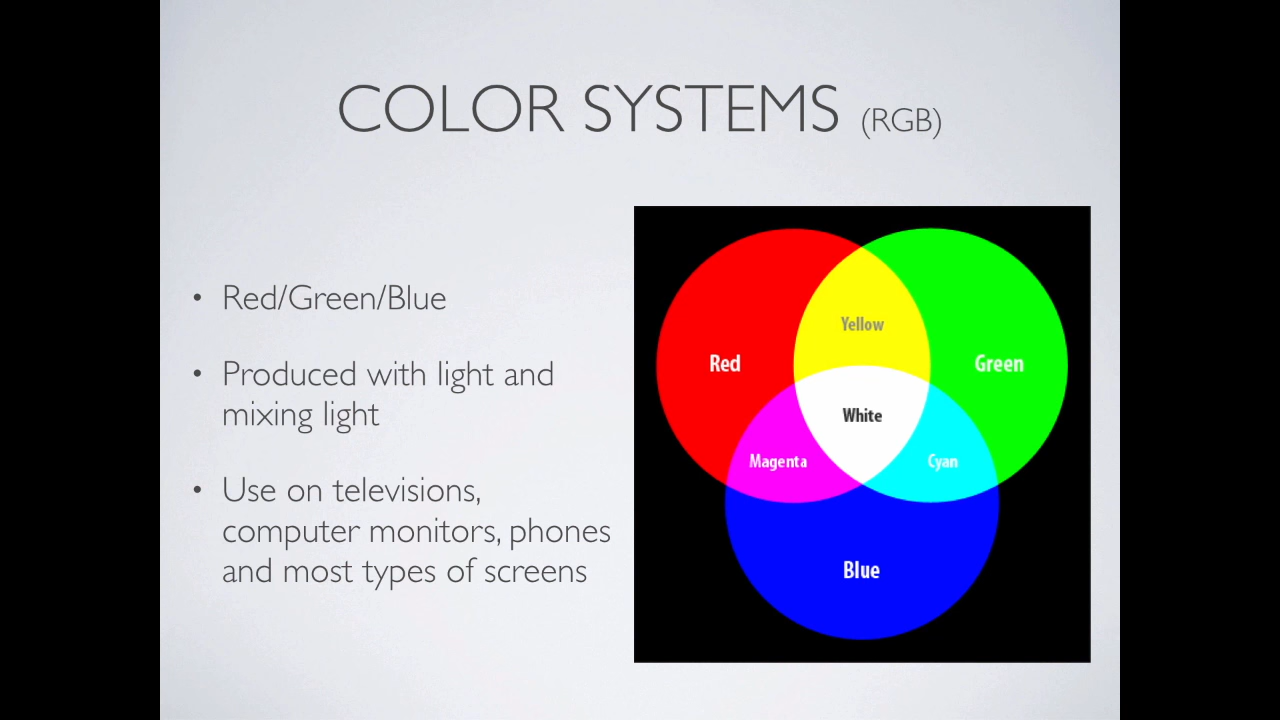 COLOR SYSTEMS (RGB)
• Red/Green/Blue
• Produced with light and
mixing light
• Use on televisions,
computer monitors, phones
and most types of screens
Yellow
Red
Green
White
Magenta
Cyan
Blue